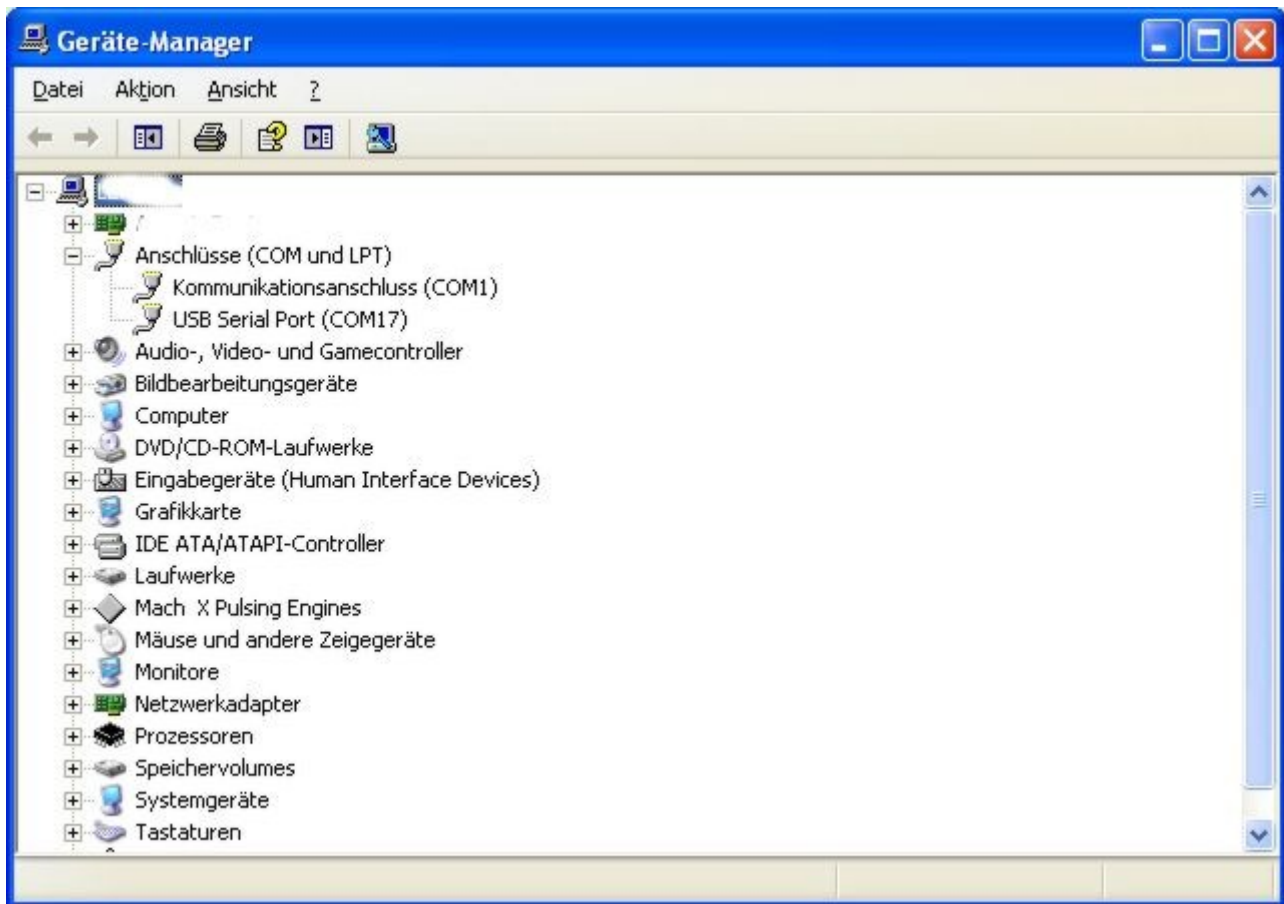 Geräte-Manager
Datei Aktion Ansicht ?
Anschlüsse (COM und LPT)
Kommunikationsanschluss (COM1)
USB Serial Port (COM17)
Audio-, Video- und Gamecontroller
Bildbearbeitungsgeräte
Computer
DVD/CD-ROM-Laufwerke
Eingabegeräte (Human Interface Devices)
Grafikkarte
IDE ATA/ATAPI-Controller
Laufwerke
Mach X Pulsing Engines
Mäuse und andere Zeigegeräte
Monitore
Netzwerkadapter
Prozessoren
Speichervolumes
Systemgeräte
Tastaturen